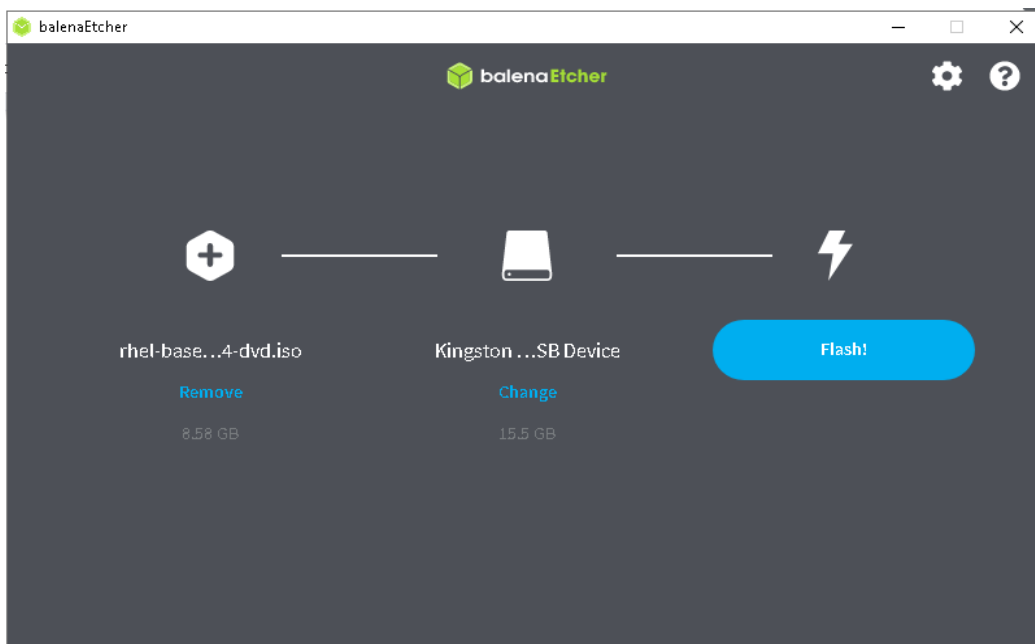 balenaEtcher
balenaEtcher
rhel-base...4-dvd.iso
Remove
8.58 GB
Kingston ...SB Device
Change
15.5 GB
Flash!